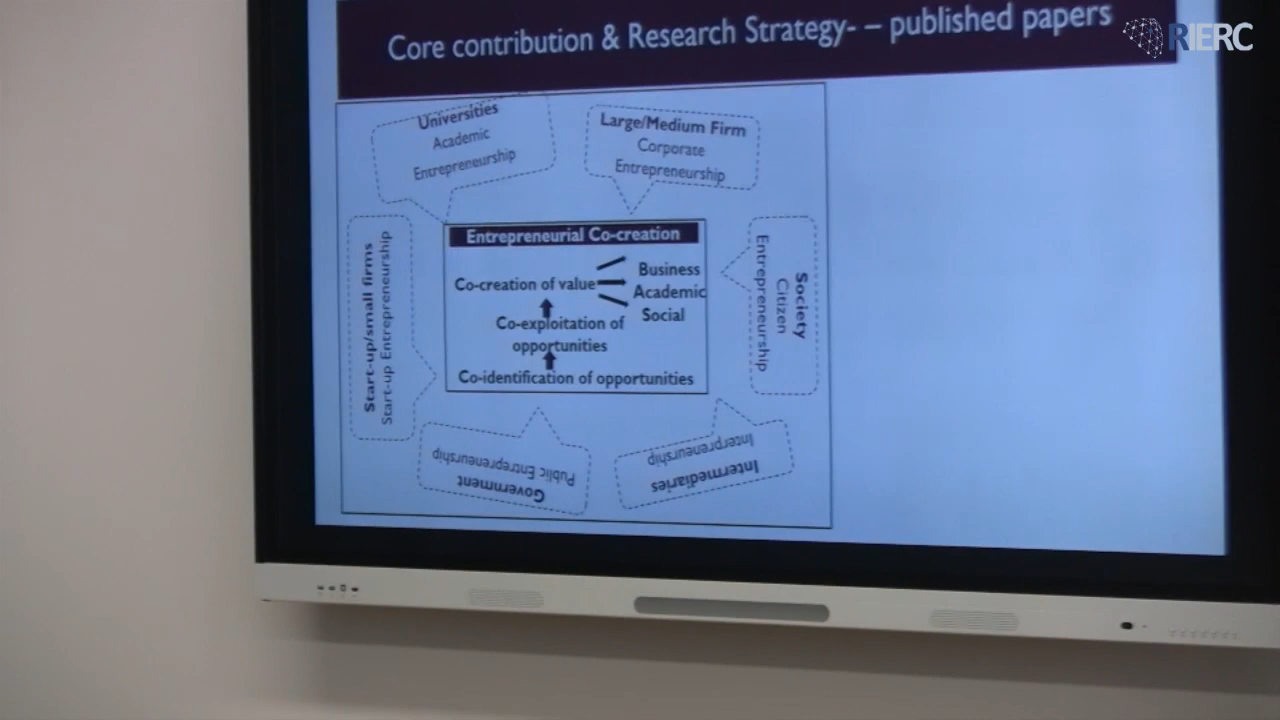 Core contribution & Research Strategy- – published papers
RIERC
Universities
Academic
Entrepreneurship
Large/Medium Firm
Corporate
Entrepreneurship
Start-up/small firms
Start-up Entrepreneurship
Entrepreneurial Co-creation
Co-creation of value
Business
Academic
Social
Co-exploitation of
opportunities
Co-identification of opportunities
Society
Citizen
Entrepreneurship
Government
Public Entrepreneurship
Intermediaries
Interpreneurship